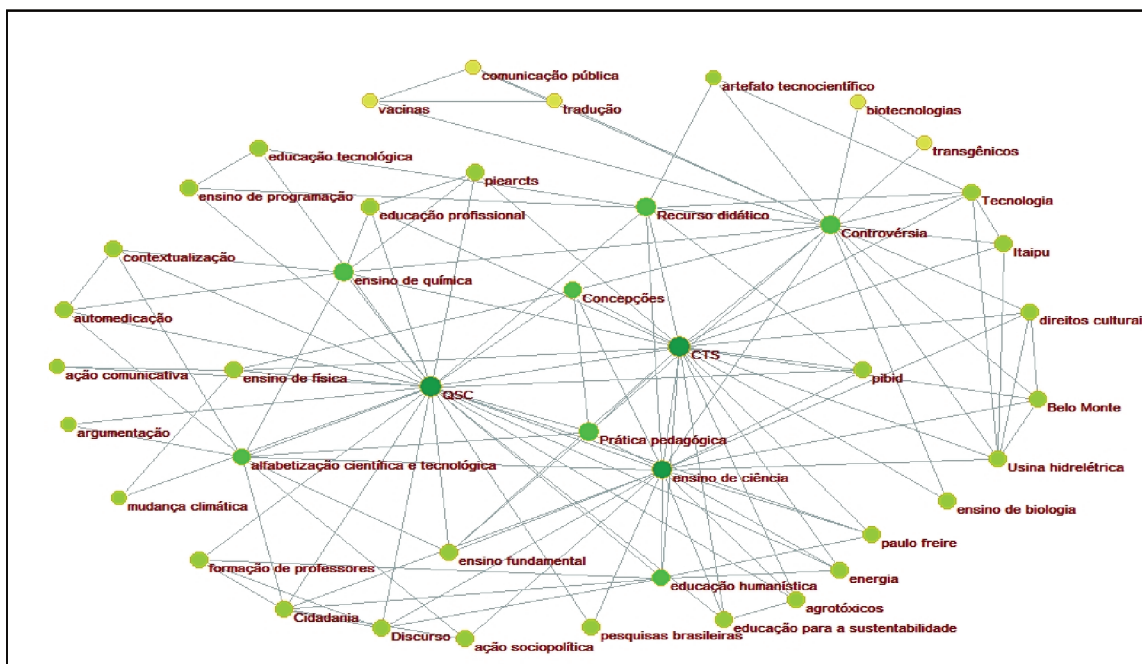 comunicação pública
artefato tecnocientífico
vacinas
tradução
biotecnologias
transgênicos
educação tecnológica
piearcts
ensino de programação
Tecnologia
educação profissional
Recurso didático
Controvérsia
contextualização
Itaipu
ensino de química
Concepções
automedicação
direitos culturai
CTS
ação comunicativa
ensino de física
pibid
QSC
Belo Monte
argumentação
Prática pedagógica
alfabetização científica e tecnológica
ensino de ciência
Usina hidrelétrica
mudança climática
ensino de biologia
paulo freire
ensino fundamental
formação de professores
educação humanística
energia
agrotóxicos
Cidadania
Discurso
ação sociopolítica
pesquisas brasileiras
educação para a sustentabilidade